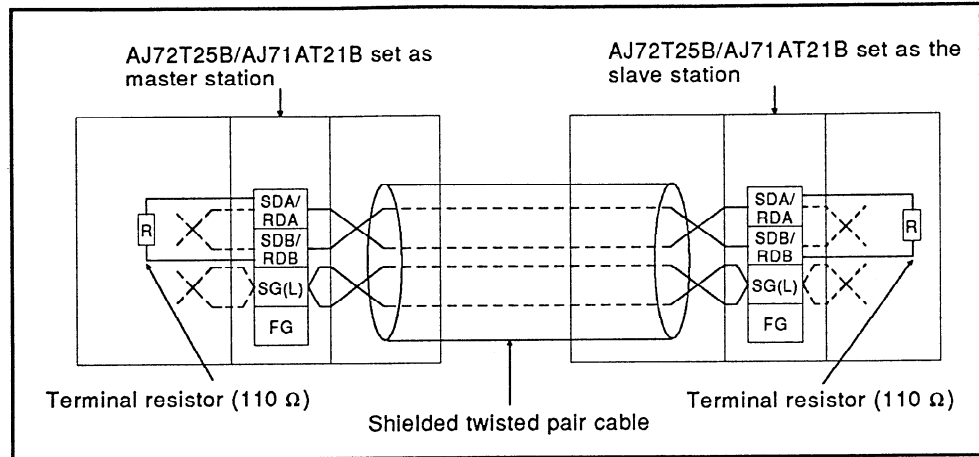 AJ72T25B/AJ71AT21B set as
master station
AJ72T25B/AJ71AT21B set as the
slave station
R
SDA/
RDA
SDB/
RDB
SG(L)
FG
SDA/
RDA
SDB/
RDB
SG(L)
FG
R
Terminal resistor (110 Ω)
Shielded twisted pair cable
Terminal resistor (110 Ω)